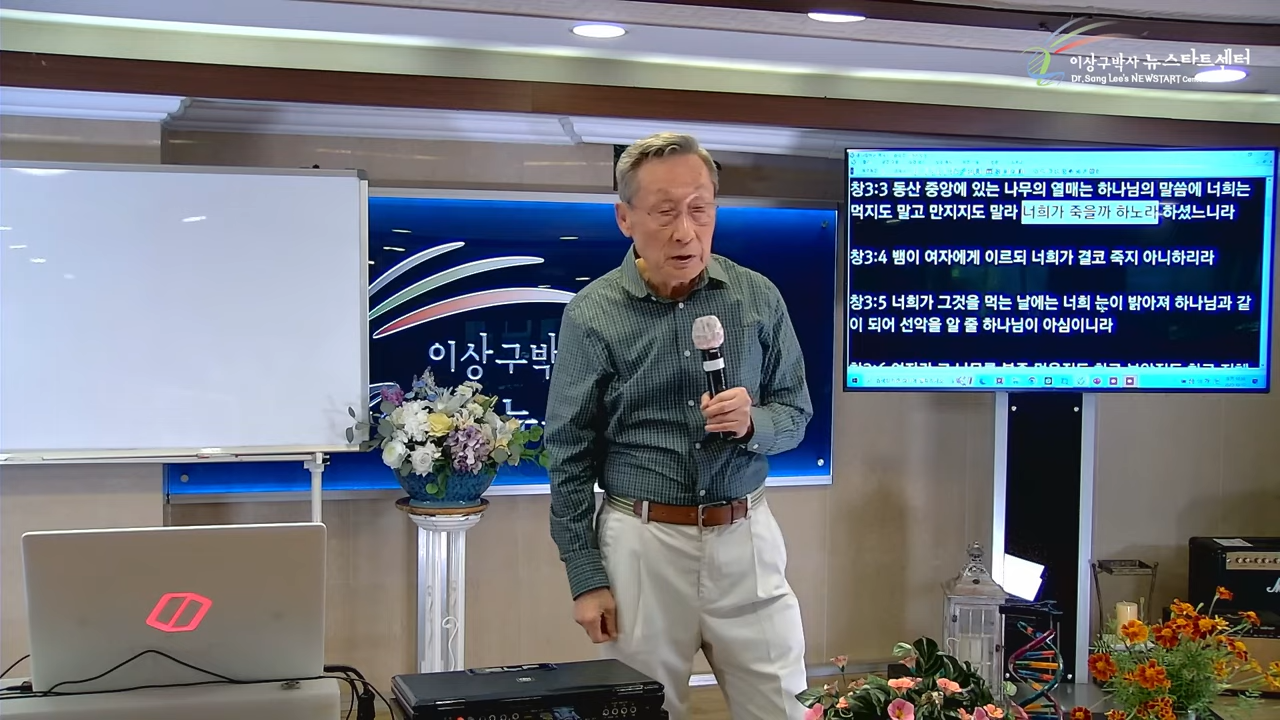 이상구박사 뉴스타트센터
Dr. Sang Lee's NEWSTART
창3:3 동산 중앙에 있는 나무의 열매는 하나님의 말씀에 너희는
먹지도 말고 만지지도 말라 너희가 죽을까 하노라 하셨느니라
창3:4 뱀이 여자에게 이르되 너희가 결코 죽지 아니하리라
창3:5 너희가 그것을 먹는 날에는 너희 눈이 밝아져 하나님과 같
이 되어 선악을 알 줄 하나님이 아심이니라
이상구박